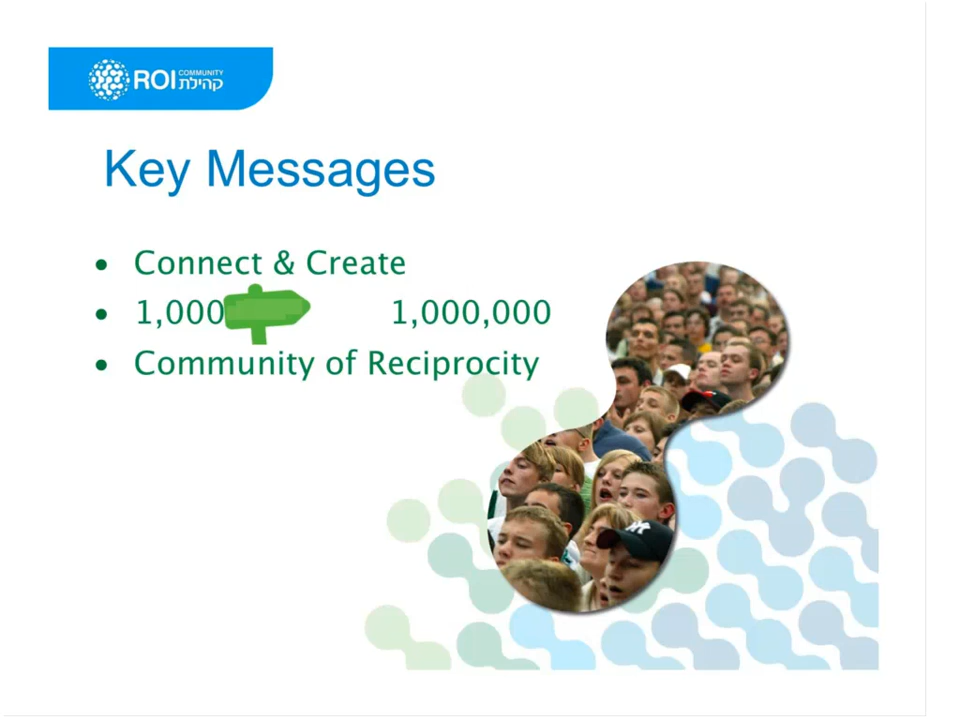 ROI COMMUNITY קהילת
Key Messages
• Connect & Create
• 1,000 1,000,000
• Community of Reciprocity